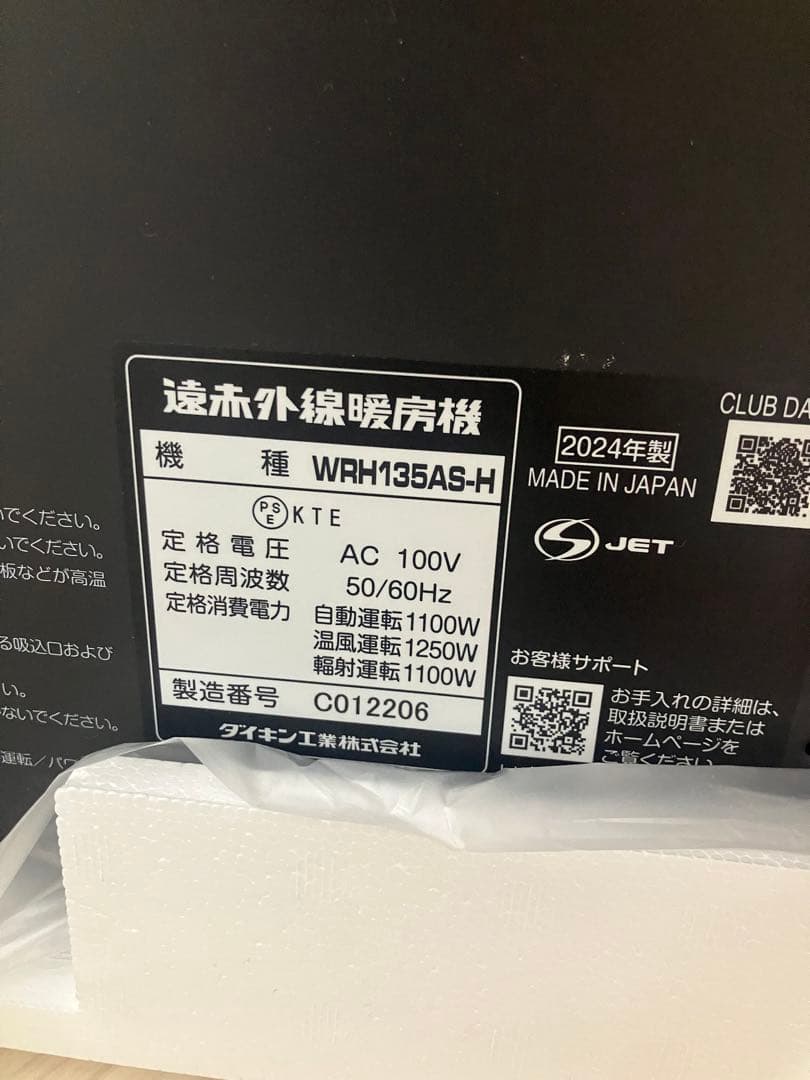 遠赤外線暖房機
機 種 WRH135AS-H
PSE KTE
定格電圧 AC 100V
定格周波数 50/60Hz
定格消費電力 自動運転1100W
温風運転1250W
輻射運転1100W
製造番号 C012206
ダイキン工業株式会社
2024年製
MADE IN JAPAN
S JET
CLUB DA
お客様サポート
お手入れの詳細は、
取扱説明書または
ホームページを
ご覧ください
いでください。
いでください。
板などが高温
る吸込口および
い。
ないでください。
運転／パワ